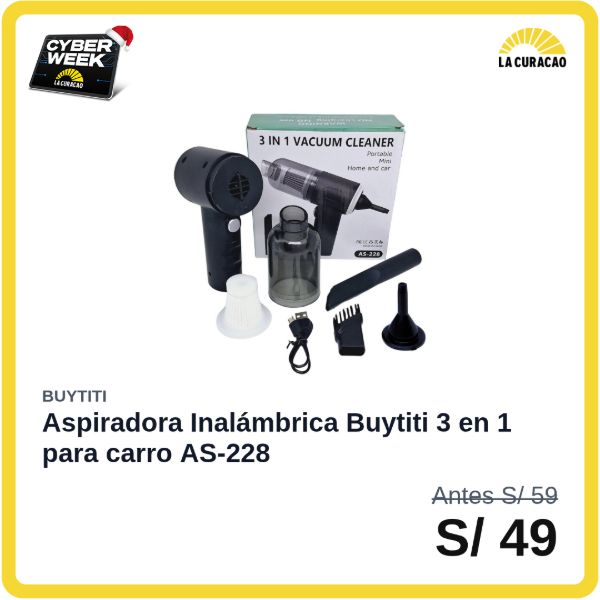 CYBER
WEEK
LA CURACAO
LA CURACAO
3 IN 1 VACUUM CLEANER
Portable
Mini
Home and car
AS-228
BUYTITI
Aspiradora Inalámbrica Buytiti 3 en 1
para carro AS-228
Antes S/ 59
S/ 49